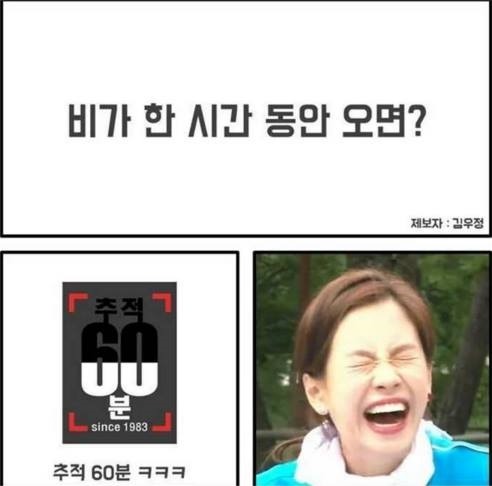 비가 한 시간 동안 오면?
제보자 : 김우정
추적
60
분
since 1983
추적 60분 ㅋㅋㅋ